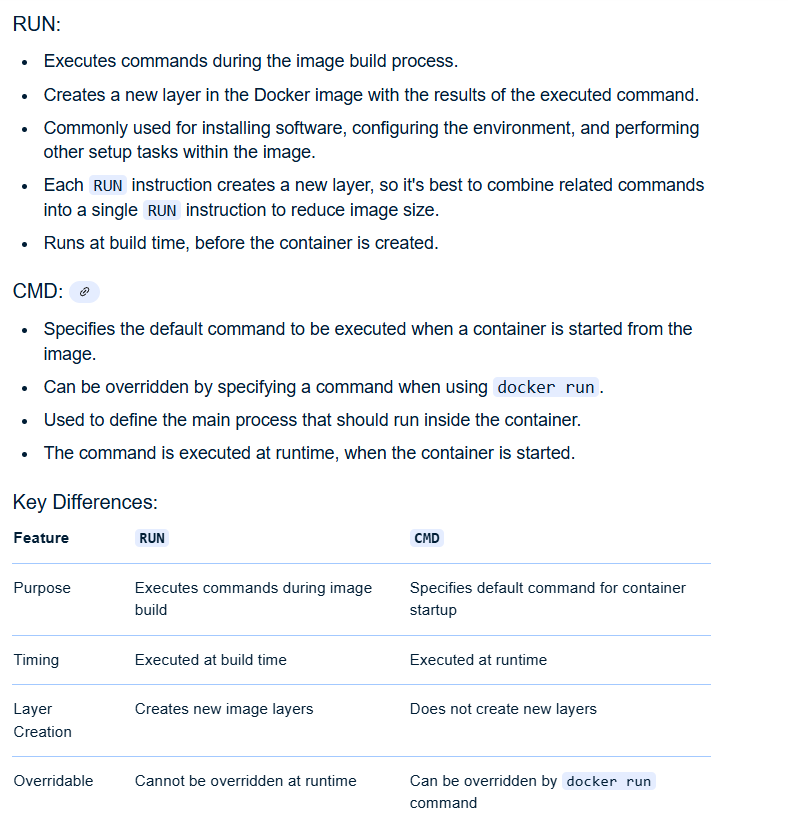 RUN:
• Executes commands during the image build process.
• Creates a new layer in the Docker image with the results of the executed command.
• Commonly used for installing software, configuring the environment, and performing
other setup tasks within the image.
• Each RUN instruction creates a new layer, so it's best to combine related commands
into a single RUN instruction to reduce image size.
• Runs at build time, before the container is created.
CMD:
• Specifies the default command to be executed when a container is started from the
image.
• Can be overridden by specifying a command when using docker run.
• Used to define the main process that should run inside the container.
• The command is executed at runtime, when the container is started.
Key Differences:
Feature RUN CMD
Purpose Executes commands during image Specifies default command for container
build startup
Timing Executed at build time Executed at runtime
Layer Creates new image layers Does not create new layers
Creation
Overridable Cannot be overridden at runtime Can be overridden by docker run
command